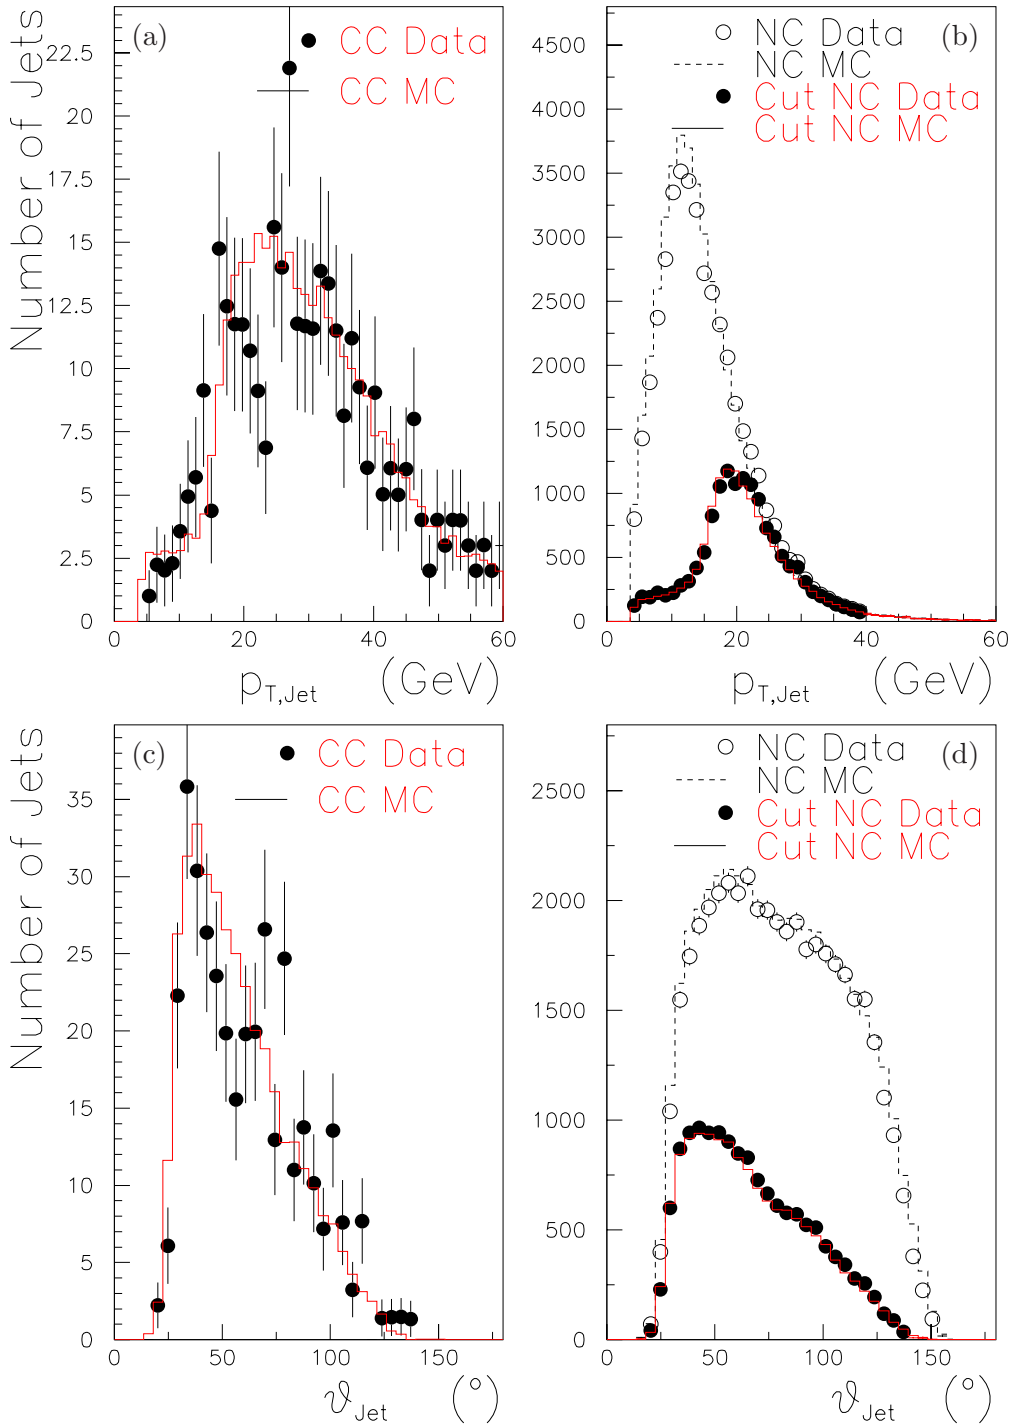 Number of Jets
(a)
CC Data
CC MC
22.5
20
17.5
15
12.5
10
7.5
5
2.5
0
0 20 40 60
p_T,Jet (GeV)
(b)
NC Data
NC MC
Cut NC Data
Cut NC MC
4500
4000
3500
3000
2500
2000
1500
1000
500
0
0 20 40 60
p_T,Jet (GeV)
Number of Jets
(c)
CC Data
CC MC
35
30
25
20
15
10
5
0
0 50 100 150
ϑ_Jet (°)
(d)
NC Data
NC MC
Cut NC Data
Cut NC MC
2500
2000
1500
1000
500
0
0 50 100 150
ϑ_Jet (°)